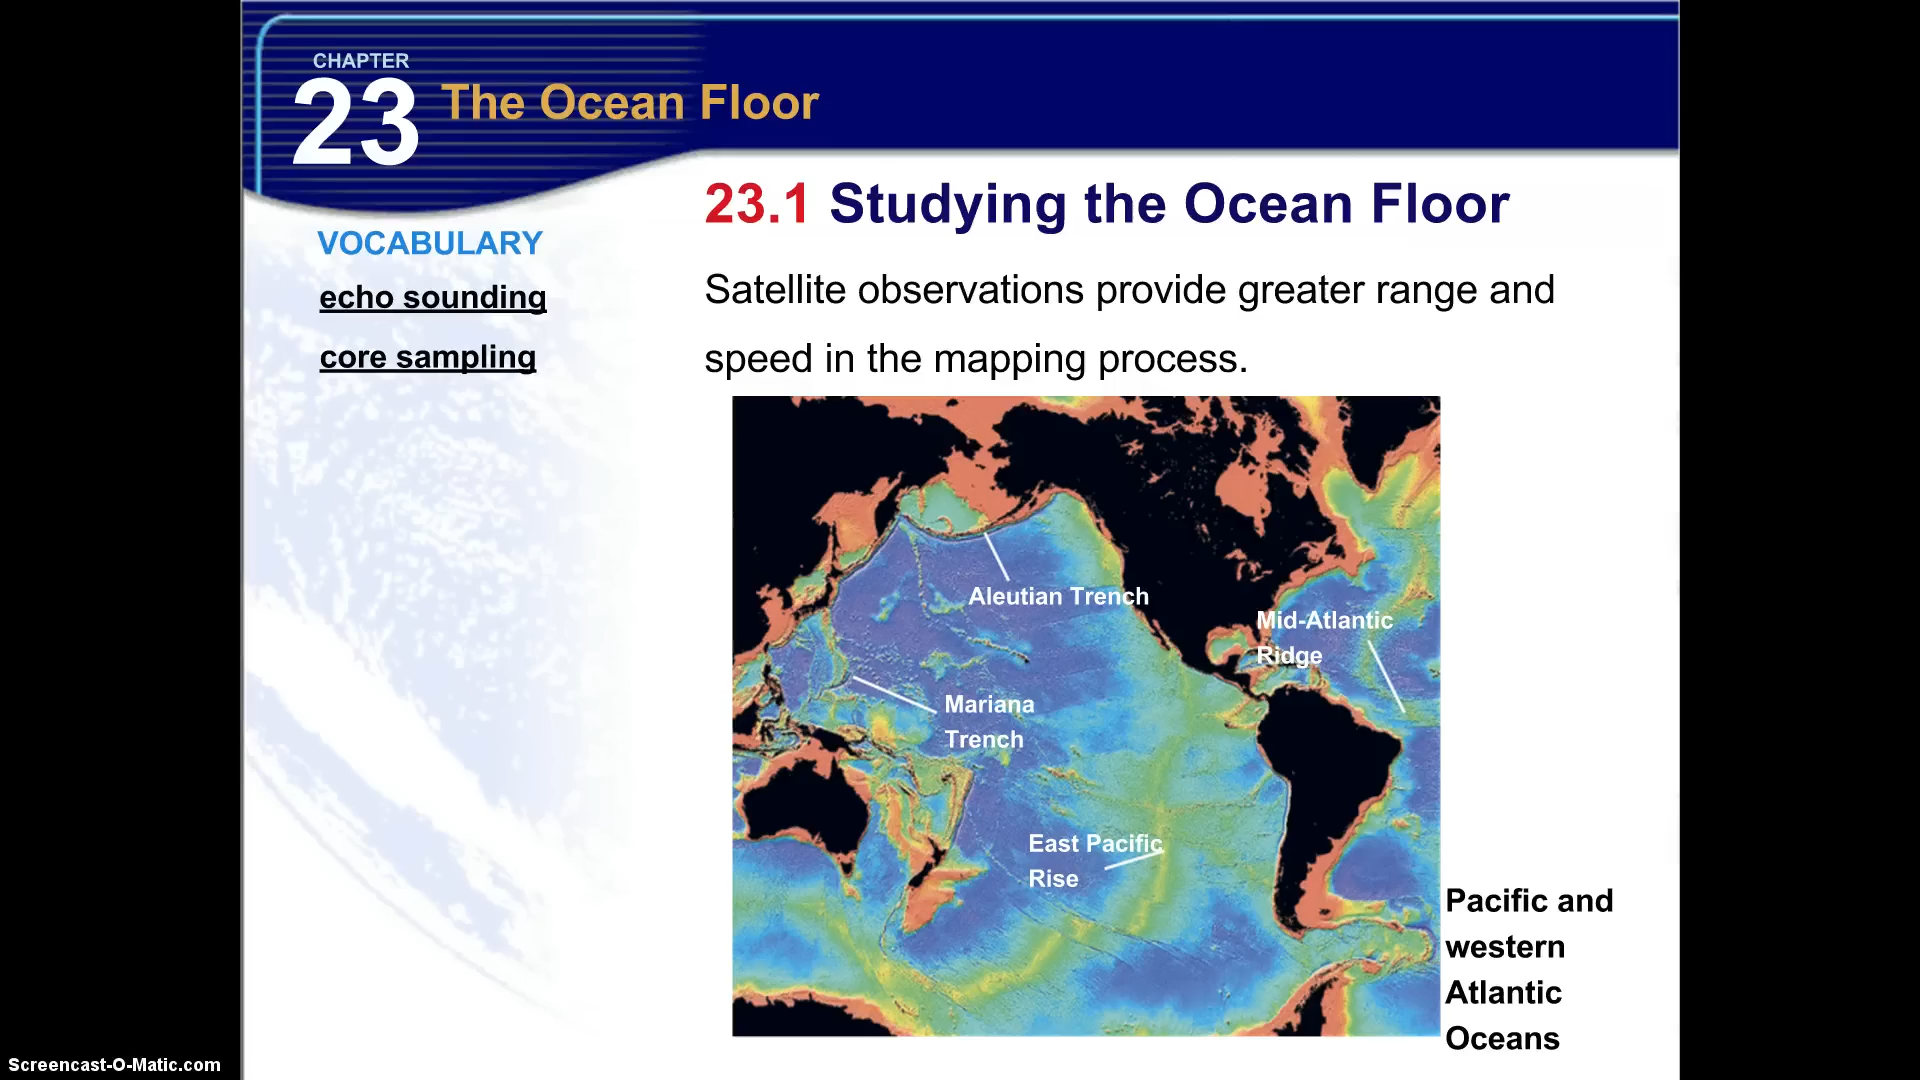 CHAPTER
23
The Ocean Floor
VOCABULARY
echo sounding
core sampling
23.1 Studying the Ocean Floor
Satellite observations provide greater range and
speed in the mapping process.
Aleutian Trench
Mid-Atlantic
Ridge
Mariana
Trench
East Pacific
Rise
Pacific and
western
Atlantic
Oceans
Screencast-O-Matic.com